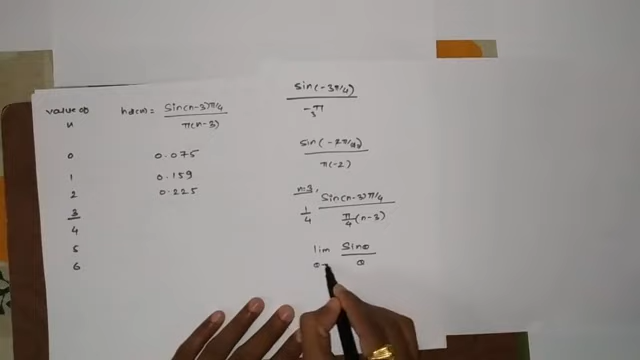 value of n
hd(n) = sin(n-3)π/4 / π(n-3)
0 0.075
1 0.159
2 0.225
3
4
5
6
sin(-3π/4) / -3π
sin(-2π/4) / π(-2)
n=3,
1/4 sin(n-3)π/4 / π/4 (n-3)
lim sinθ / θ
θ-